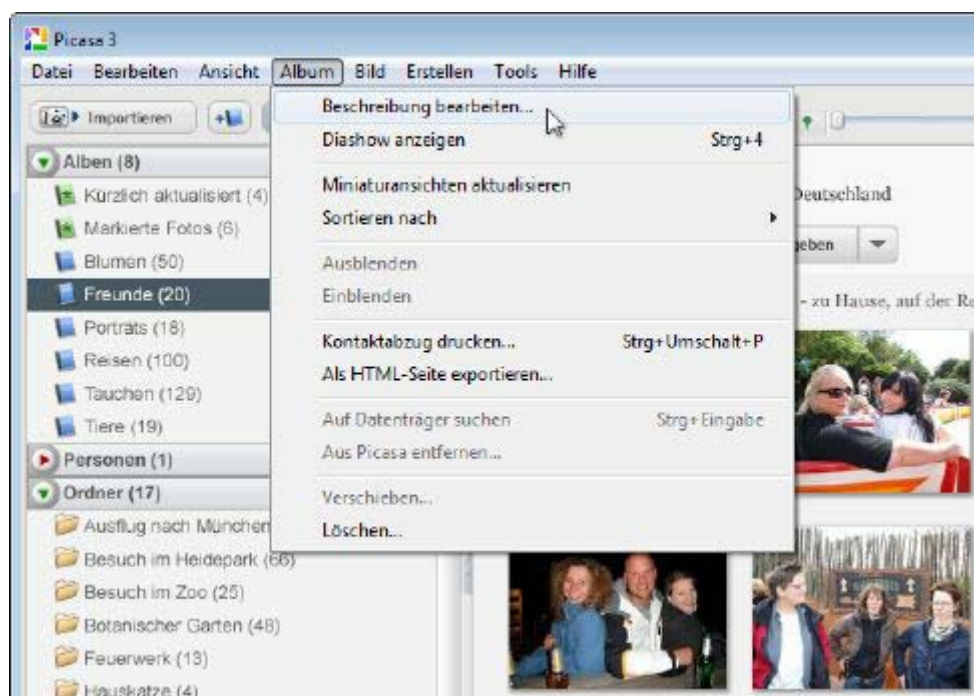 Picasa 3
Datei Bearbeiten Ansicht Album Bild Erstellen Tools Hilfe
Importieren
Beschreibung bearbeiten...
Diashow anzeigen Strg+4
Miniaturansichten aktualisieren
Sortieren nach
Ausblenden
Einblenden
Kontaktabzug drucken... Strg+Umschalt+P
Als HTML-Seite exportieren...
Auf Datenträger suchen Strg+Eingabe
Aus Picasa entfernen...
Verschieben...
Löschen...
Alben (8)
Kürzlich aktualisiert (4)
Markierte Fotos (6)
Blumen (50)
Freunde (20)
Porträts (18)
Reisen (100)
Tauchen (129)
Tiere (19)
Personen (1)
Ordner (17)
Ausflug nach München
Besuch im Heidepark (66)
Besuch im Zoo (25)
Botanischer Garten (48)
Feuerwerk (13)
Hauskatze (4)
Deutschland
geben
- zu Hause, auf der Re